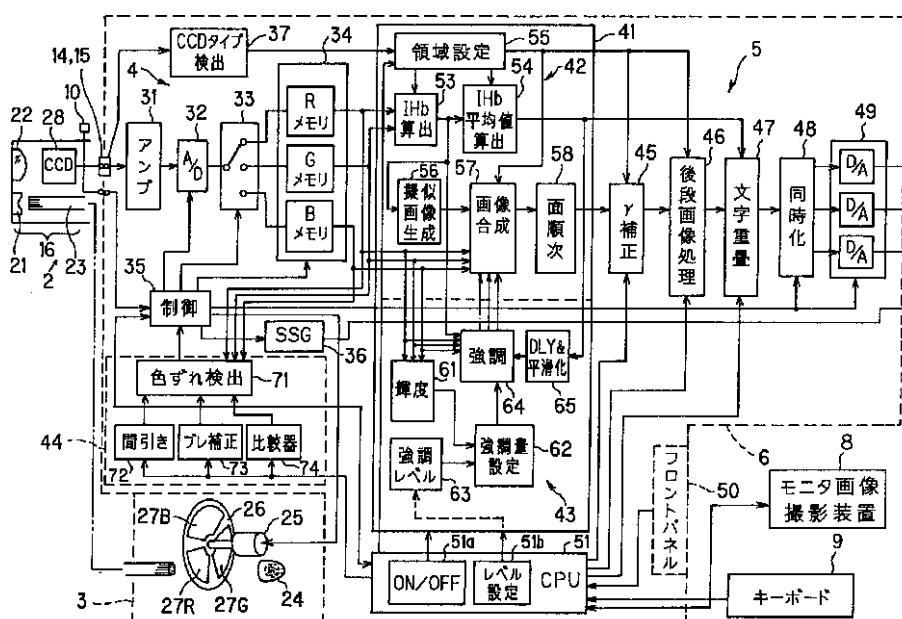 14,15
10
22
28
CCD
21
23
16
2
4
CCDタイプ
検出
37
31
アンプ
32
A/D
33
34
R
メモリ
G
メモリ
B
メモリ
35
制御
SSG
36
色ずれ検出
71
44
間引き
72
ブレ補正
73
比較器
74
27B
26
25
27R
27G
24
3
41
領域設定
55
42
53
IHb
算出
54
IHb
平均値
算出
56
擬似
画像
生成
57
画像
合成
58
面順次
61
輝度
強調
64
DLY&
平滑化
65
強調
レベル
63
強調量
設定
62
43
51a
ON/OFF
51b
レベル
設定
51
CPU
5
45
γ補正
46
後段画像処理
47
文字重畳
48
同時化
49
D/A
D/A
D/A
フロントパネル
50
6
8
モニタ画像
撮影装置
9
キーボード